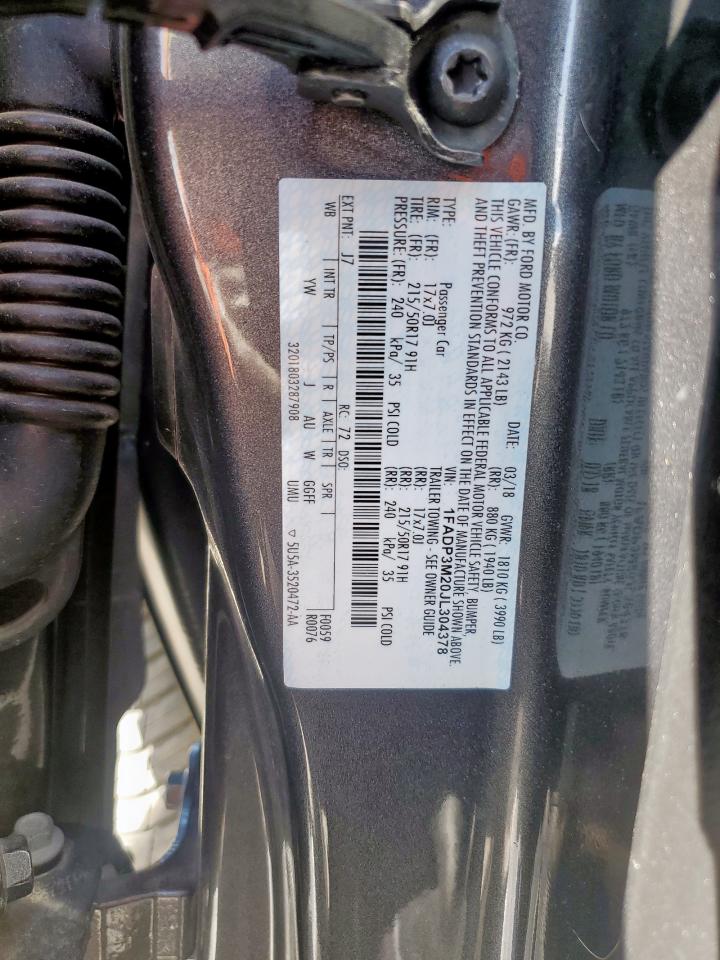 MFD. BY FORD MOTOR CO.
DATE: 03/18 GVWR: 1810 KG ( 3990 LB)
GAWR:(FR): 972 KG ( 2143 LB) (RR): 880 KG ( 1940 LB)
THIS VEHICLE CONFORMS TO ALL APPLICABLE FEDERAL MOTOR VEHICLE SAFETY, BUMPER,
AND THEFT PREVENTION STANDARDS IN EFFECT ON THE DATE OF MANUFACTURE SHOWN ABOVE.
VIN: 1FADP3M20JL304378
TYPE: Passenger Car TRAILER TOWING - SEE OWNER GUIDE
RIM: (FR): 17x7.0J (RR): 17x7.0J
TIRE: (FR): 215/50R17 91H (RR): 215/50R17 91H
PRESSURE: (FR): 240 kPa/ 35 PSI COLD (RR): 240 kPa/ 35 PSI COLD
EXT PNT: J7 RC: 72 DSO:
WB INT TR TP/PS R AXLE TR SPR F0059
YW J AU W GGFF R0076
3201803287908 UMU ▽ 5U5A-3520472-AA